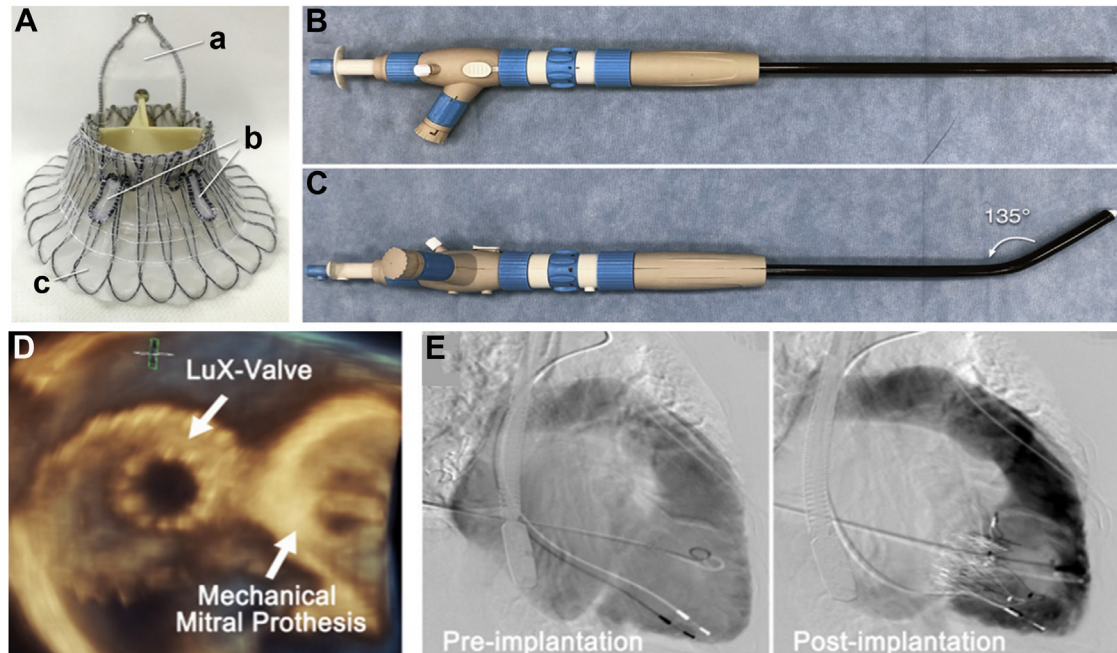 A
a
b
c
B
C
135°
D
LuX-Valve
Mechanical
Mitral Prothesis
E
Pre-implantation
Post-implantation